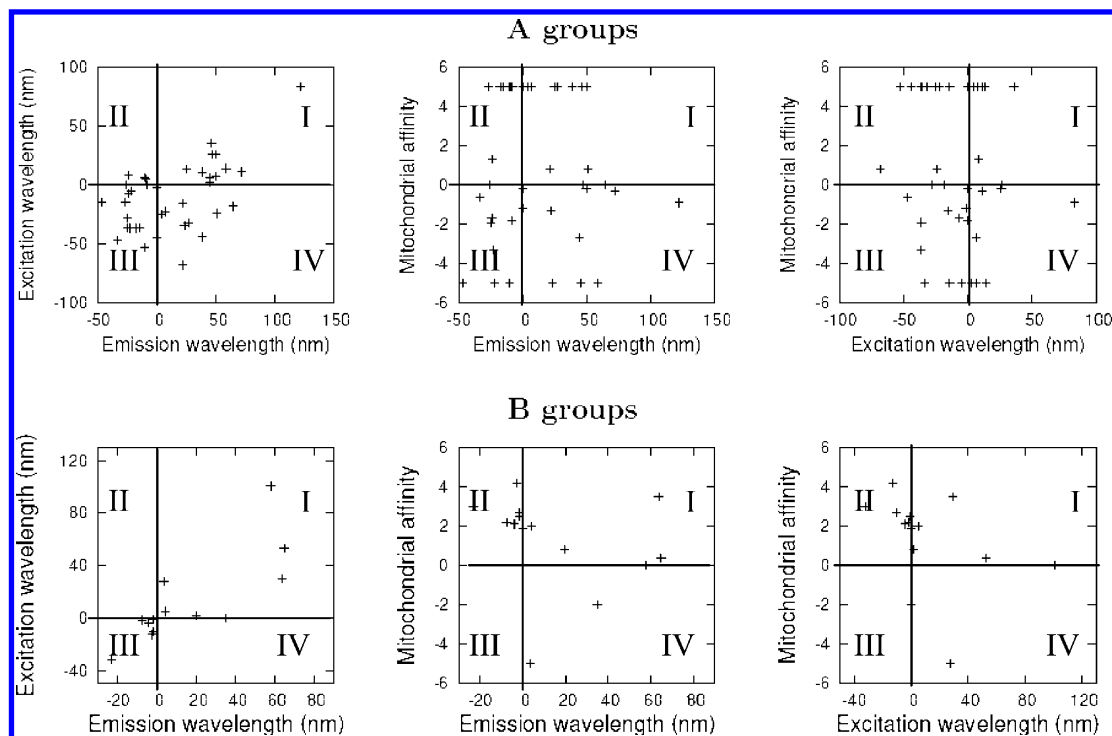 A groups
Excitation wavelength (nm)
100
50
0
-50
-100
II
I
III
IV
-50
0
50
100
150
Emission wavelength (nm)
Mitochondrial affinity
6
4
2
0
-2
-4
-6
II
I
III
IV
-50
0
50
100
150
Emission wavelength (nm)
Mitochondrial affinity
6
4
2
0
-2
-4
-6
II
I
III
IV
-100
-50
0
50
100
Excitation wavelength (nm)
B groups
Excitation wavelength (nm)
120
80
40
0
-40
II
I
III
IV
-20
0
20
40
60
80
Emission wavelength (nm)
Mitochondrial affinity
6
4
2
0
-2
-4
-6
II
I
III
IV
-20
0
20
40
60
80
Emission wavelength (nm)
Mitochondrial affinity
6
4
2
0
-2
-4
-6
II
I
III
IV
-40
0
40
80
120
Excitation wavelength (nm)